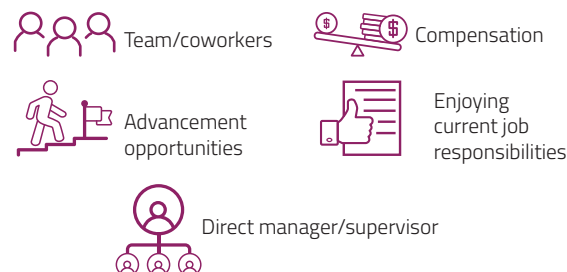 Team/coworkers
$ $
Compensation
Advancement
opportunities
Enjoying
current job
responsibilities
Direct manager/supervisor